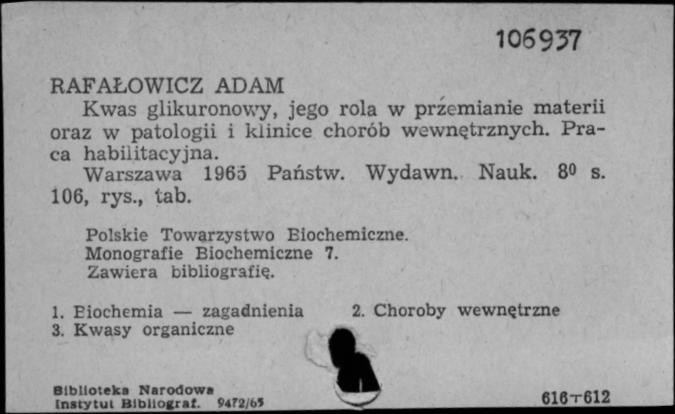 106937
RAFAŁOWICZ ADAM
Kwas glikuronowy, jego rola w przemianie materii
oraz w patologii i klinice chorób wewnętrznych. Pra-
ca habilitacyjna.
Warszawa 1965 Państw. Wydawn. Nauk. 8⁰ s.
106, rys., tab.
Polskie Towarzystwo Biochemiczne.
Monografie Biochemiczne 7.
Zawiera bibliografię.
1. Biochemia — zagadnienia 2. Choroby wewnętrzne
3. Kwasy organiczne
Biblioteka Narodowa
Instytut Bibliograf. 9472/65 616+612